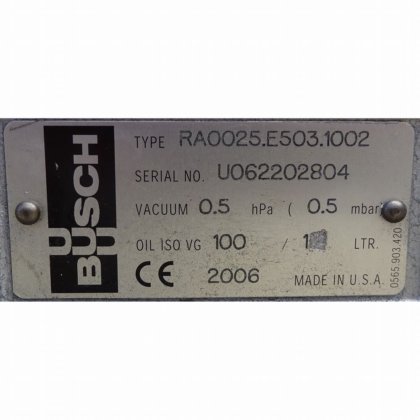 BUSCH
TYPE RA0025.E503.1002
SERIAL NO. U062202804
VACUUM 0.5 hPa ( 0.5 mbar
OIL ISO VG 100 / LTR.
CE 2006 MADE IN U.S.A.
0565.903.420.